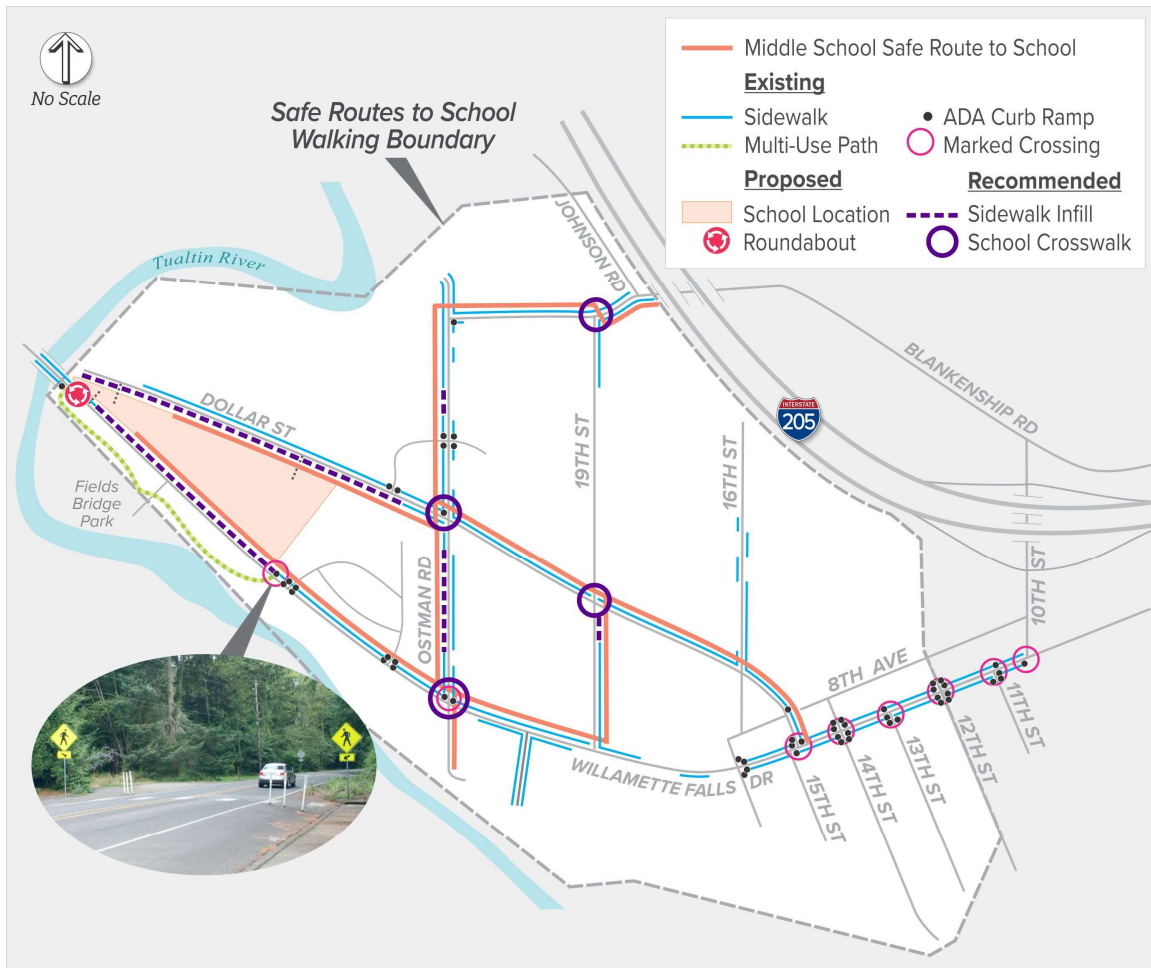 No Scale
Safe Routes to School
Walking Boundary
Middle School Safe Route to School
Existing
Sidewalk
ADA Curb Ramp
Multi-Use Path
Marked Crossing
Proposed
Recommended
School Location
Sidewalk Infill
Roundabout
School Crosswalk
Tualtin River
JOHNSON RD
BLANKENSHIP RD
INTERSTATE
205
DOLLAR ST
19TH ST
16TH ST
10TH ST
Fields
Bridge
Park
OSTMAN RD
8TH AVE
11TH ST
12TH ST
13TH ST
14TH ST
15TH ST
WILLAMETTE FALLS DR